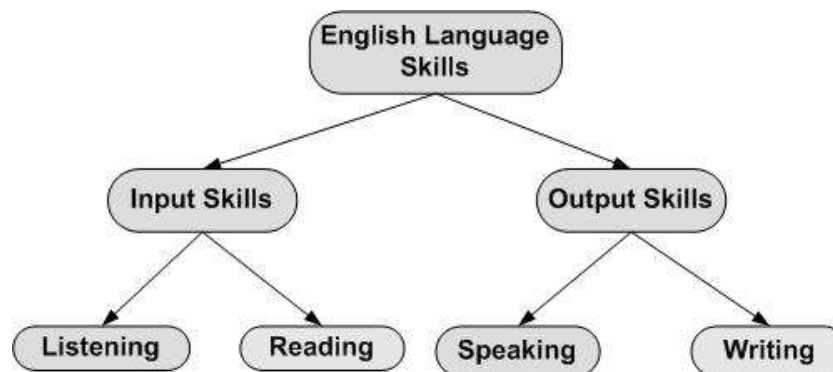 English Language
Skills
Input Skills
Output Skills
Listening
Reading
Speaking
Writing